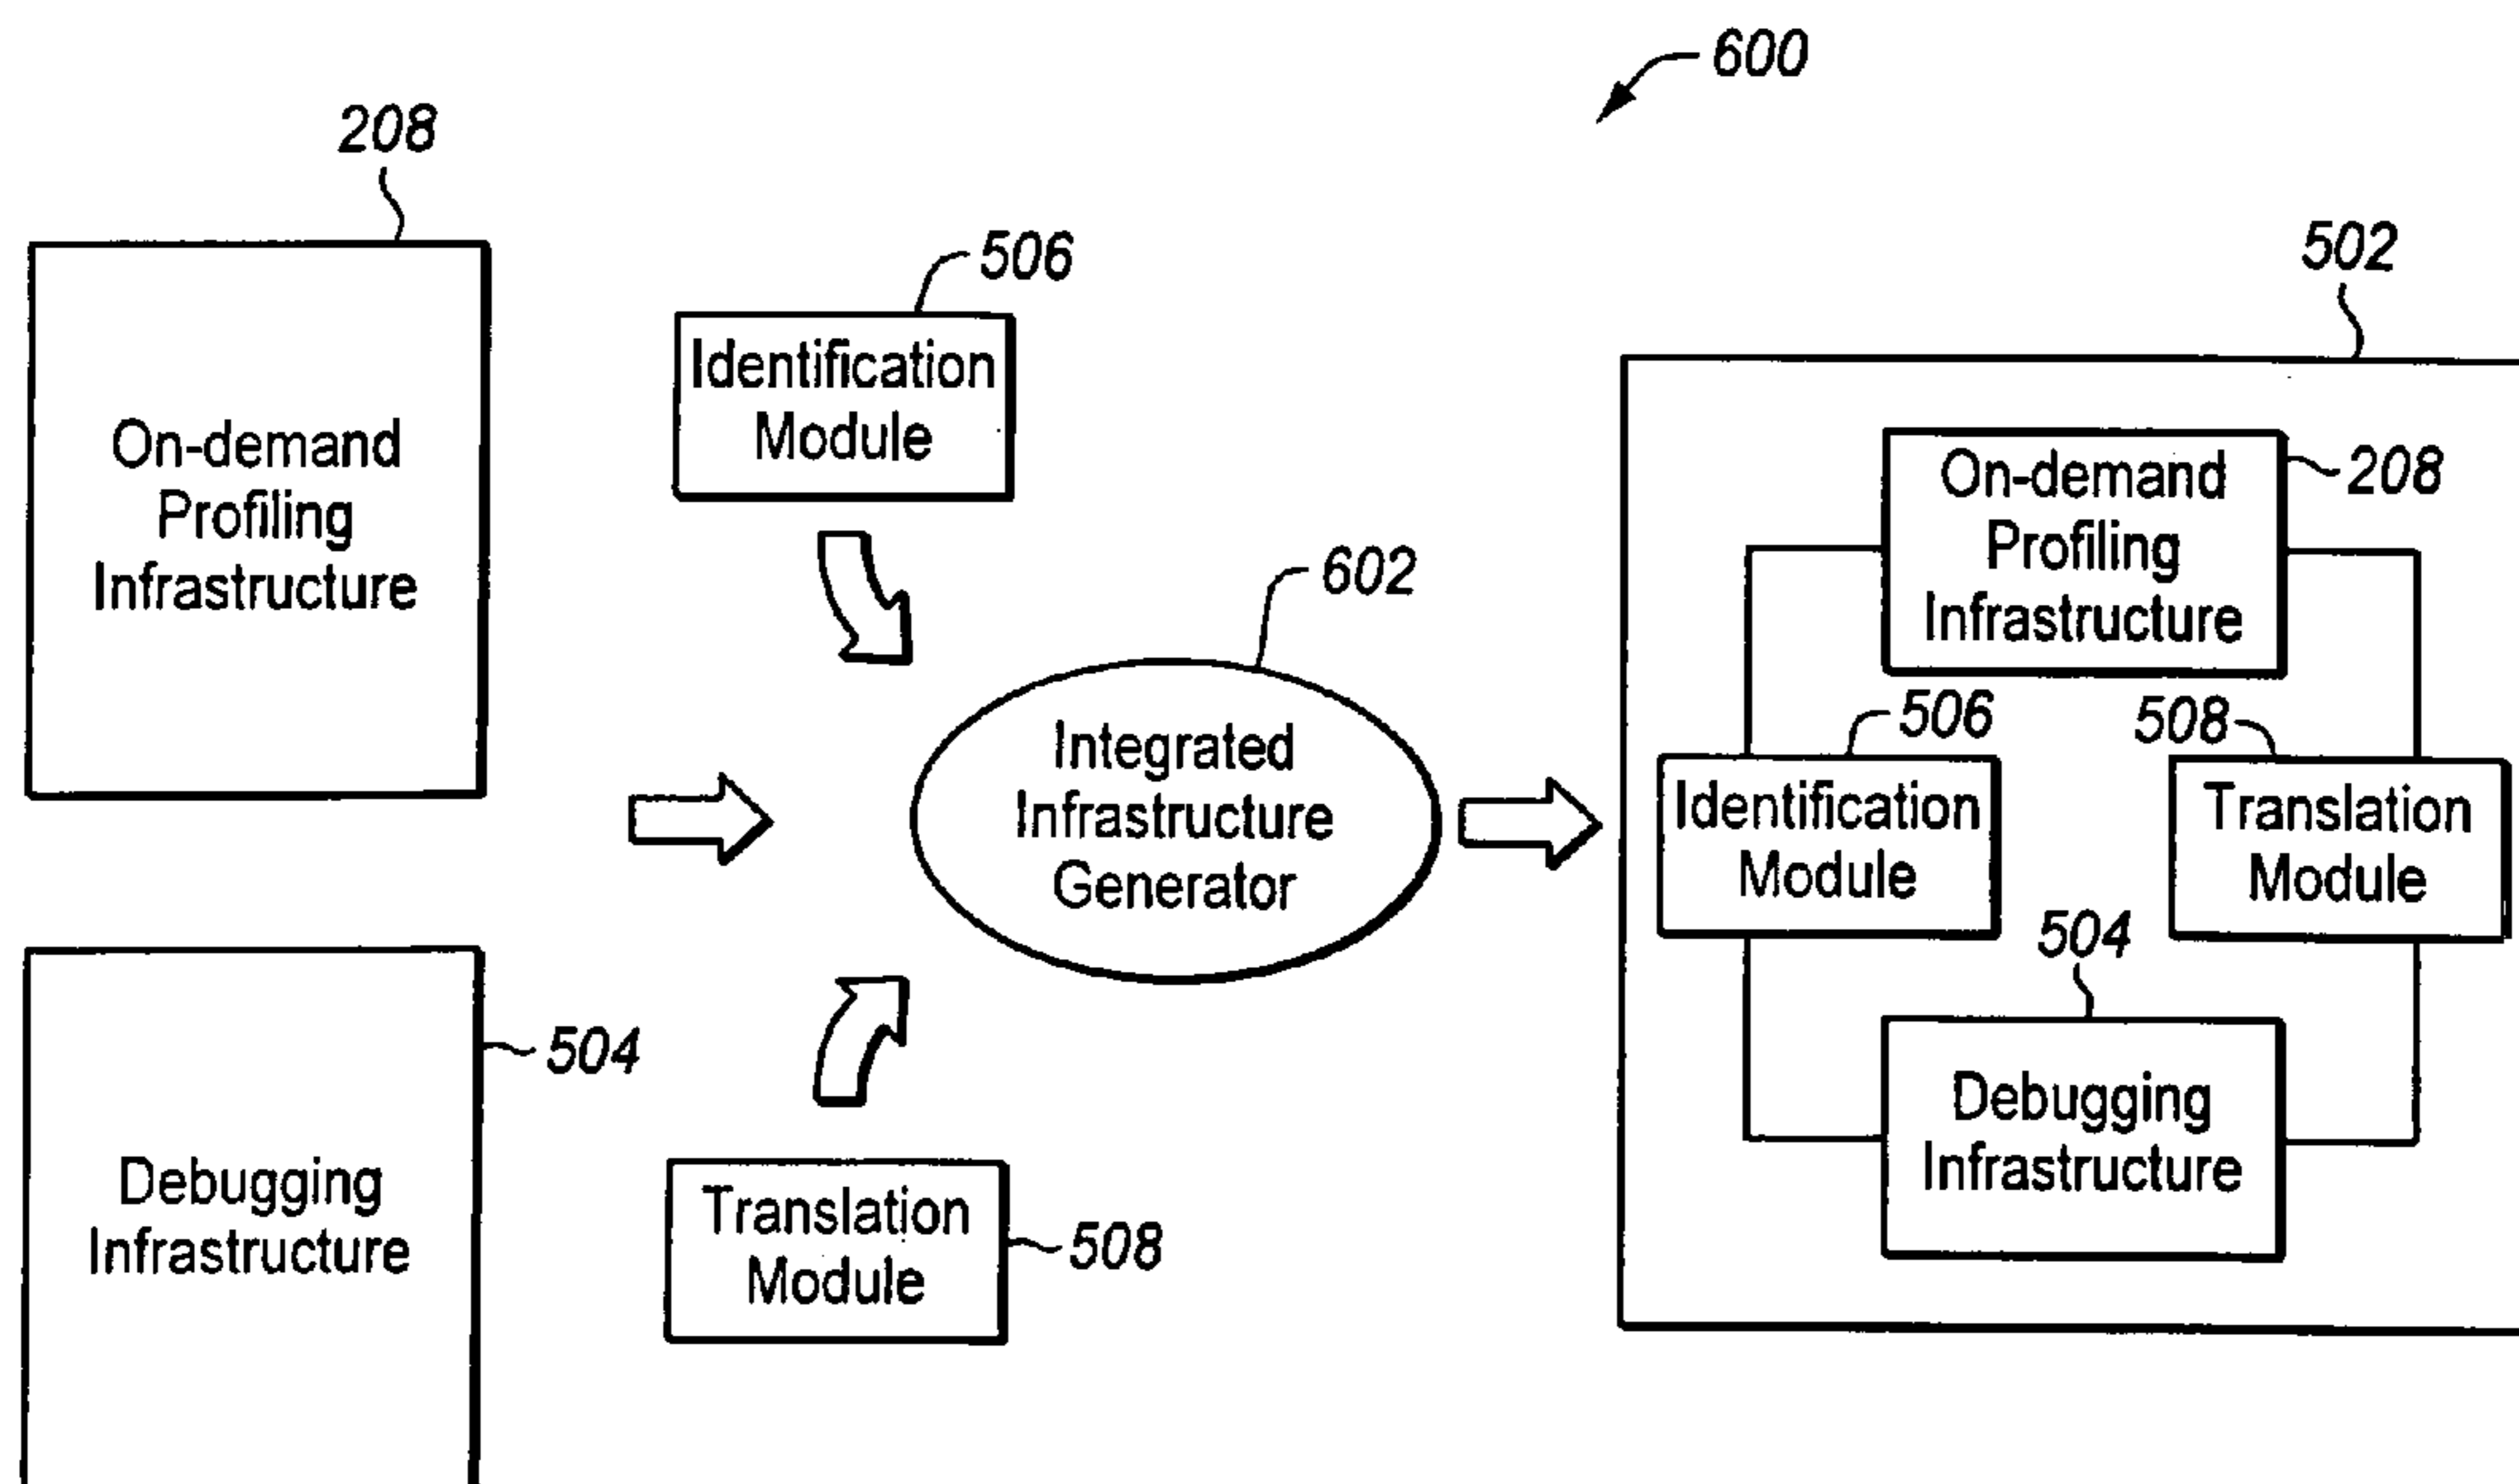 600
208
On-demand
Profiling
Infrastructure
506
Identification
Module
602
Integrated
Infrastructure
Generator
504
Debugging
Infrastructure
Translation
Module
508
502
On-demand
Profiling
Infrastructure
208
506
Identification
Module
508
Translation
Module
504
Debugging
Infrastructure